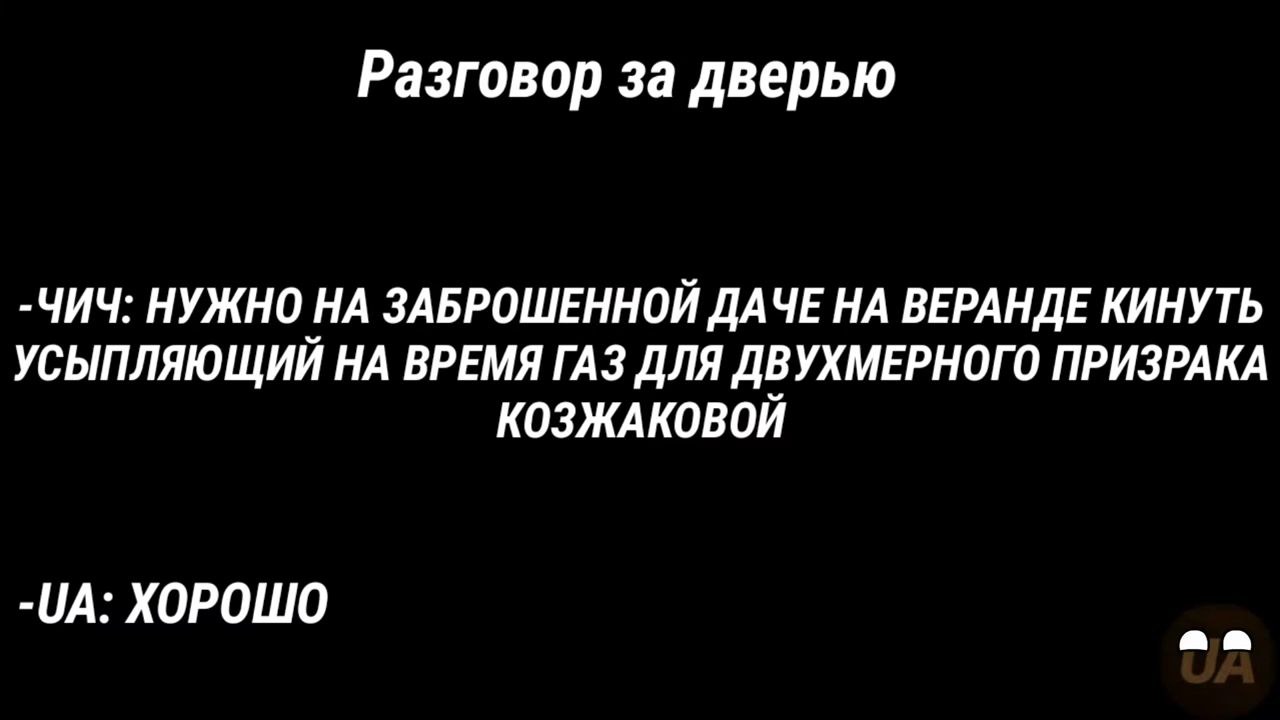 Разговор за дверью
-ЧИЧ: НУЖНО НА ЗАБРОШЕННОЙ ДАЧЕ НА ВЕРАНДЕ КИНУТЬ
УСЫПЛЯЮЩИЙ НА ВРЕМЯ ГАЗ ДЛЯ ДВУХМЕРНОГО ПРИЗРАКА
КОЗЖАКОВОЙ
-UA: ХОРОШО
UA